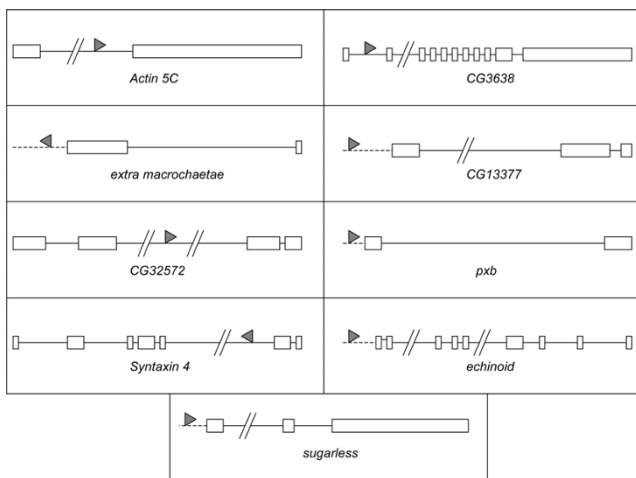 Actin 5C
CG3638
extra macrochaetae
CG13377
CG32572
pxb
Syntaxin 4
echinoid
sugarless